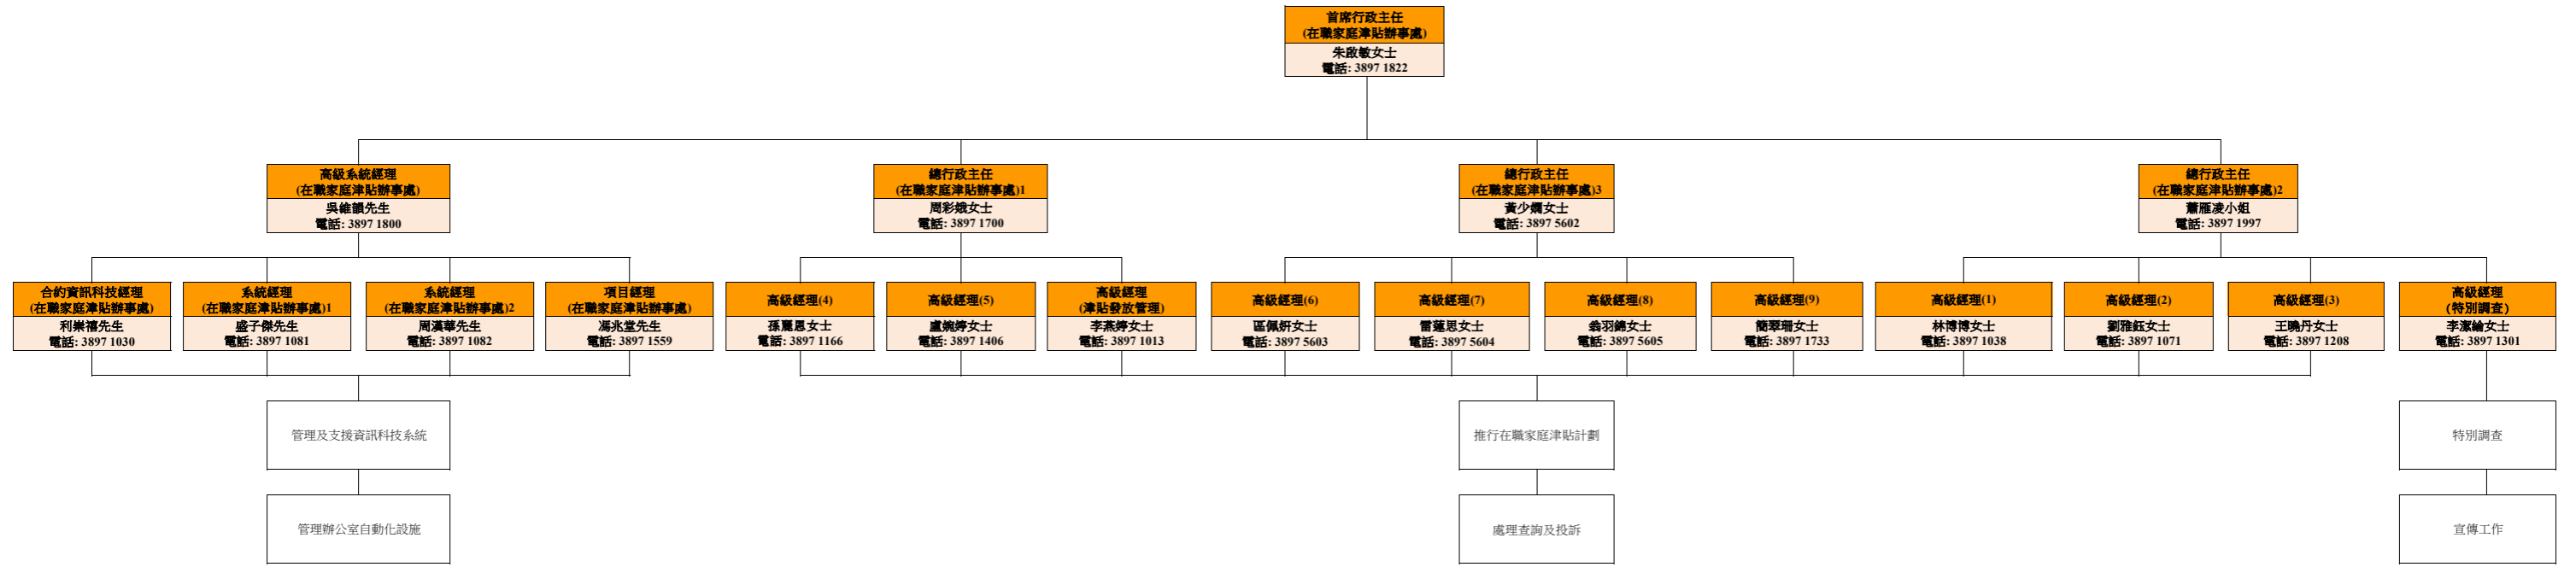 首席行政主任
(在職家庭津貼辦事處)
朱啟敏女士
電話: 3897 1822
高級系統經理
(在職家庭津貼辦事處)
吳維韻先生
電話: 3897 1800
總行政主任
(在職家庭津貼辦事處)1
周彩娥女士
電話: 3897 1700
總行政主任
(在職家庭津貼辦事處)3
黃少嫻女士
電話: 3897 5602
總行政主任
(在職家庭津貼辦事處)2
蕭雁凌小姐
電話: 3897 1997
合約資訊科技經理
(在職家庭津貼辦事處)
利崇禧先生
電話: 3897 1030
系統經理
(在職家庭津貼辦事處)1
盛子傑先生
電話: 3897 1081
系統經理
(在職家庭津貼辦事處)2
周漢華先生
電話: 3897 1082
項目經理
(在職家庭津貼辦事處)
馮兆堂先生
電話: 3897 1559
高級經理(4)
孫麗恩女士
電話: 3897 1166
高級經理(5)
盧婉婷女士
電話: 3897 1406
高級經理
(津貼發放管理)
李燕婷女士
電話: 3897 1013
高級經理(6)
區佩妍女士
電話: 3897 5603
高級經理(7)
雷蓮思女士
電話: 3897 5604
高級經理(8)
翁羽錦女士
電話: 3897 5605
高級經理(9)
簡翠珊女士
電話: 3897 1733
高級經理(1)
林博博女士
電話: 3897 1038
高級經理(2)
劉雅鈺女士
電話: 3897 1071
高級經理(3)
王曉丹女士
電話: 3897 1208
高級經理
(特別調查)
李潔綸女士
電話: 3897 1301
管理及支援資訊科技系統
推行在職家庭津貼計劃
特別調查
管理辦公室自動化設施
處理查詢及投訴
宣傳工作